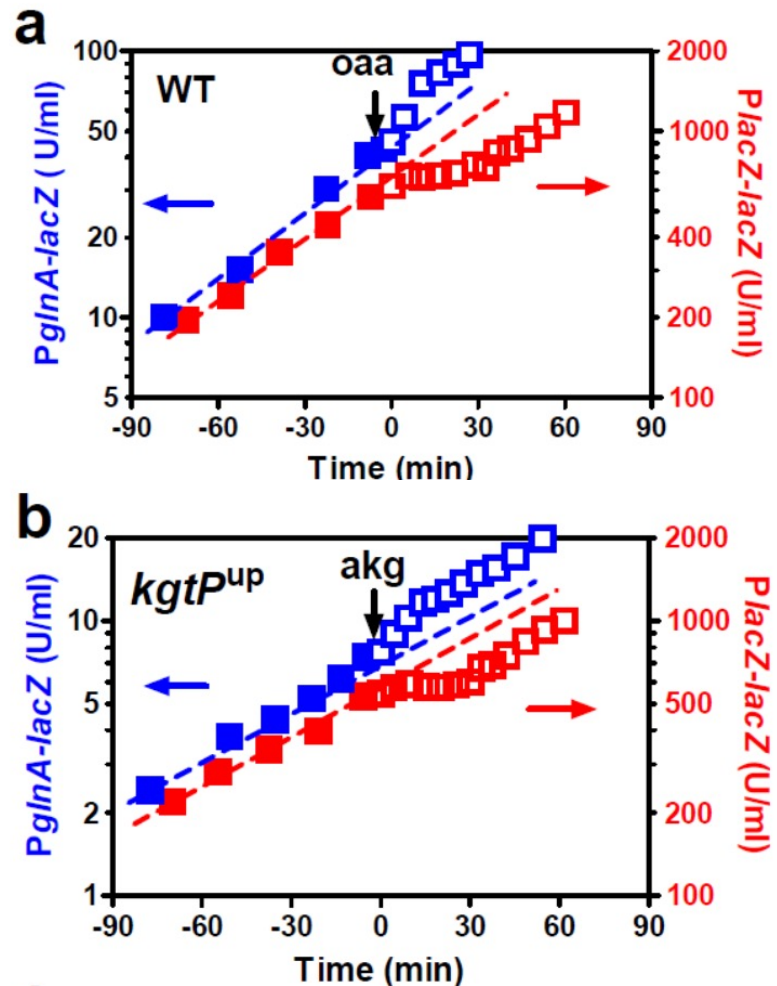 a
WT
oaa
100
50
20
10
5
PglnA-lacZ ( U/ml)
2000
1000
400
200
100
PlacZ-lacZ (U/ml)
-90 -60 -30 0 30 60 90
Time (min)
b
kgtPup
akg
20
10
5
2
1
PglnA-lacZ (U/ml)
2000
1000
500
200
100
PlacZ-lacZ (U/ml)
-90 -60 -30 0 30 60 90
Time (min)